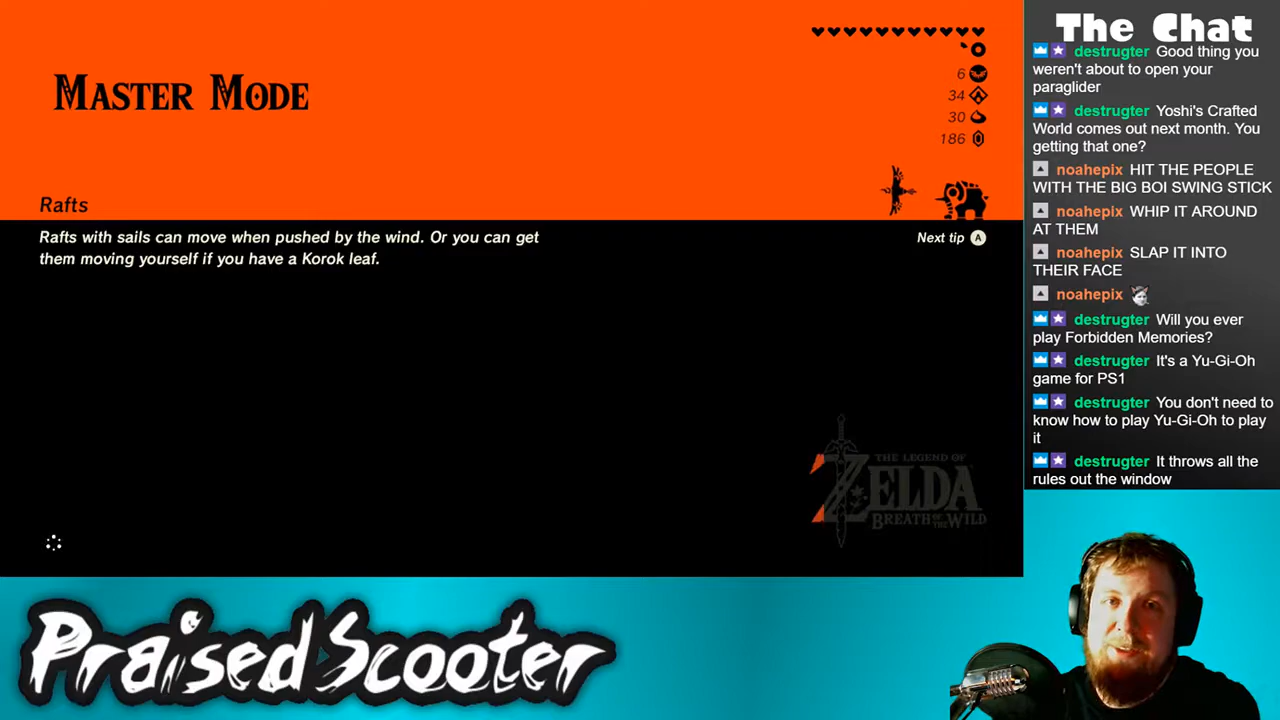 MASTER MODE
6
34
30
186
Rafts
Rafts with sails can move when pushed by the wind. Or you can get
them moving yourself if you have a Korok leaf.
Next tip A
THE LEGEND OF
ZELDA
BREATH OF THE WILD
PraisedScooter
The Chat
destrugter Good thing you
weren't about to open your
paraglider
destrugter Yoshi's Crafted
World comes out next month. You
getting that one?
noahepix HIT THE PEOPLE
WITH THE BIG BOI SWING STICK
noahepix WHIP IT AROUND
AT THEM
noahepix SLAP IT INTO
THEIR FACE
noahepix
destrugter Will you ever
play Forbidden Memories?
destrugter It's a Yu-Gi-Oh
game for PS1
destrugter You don't need to
know how to play Yu-Gi-Oh to play
it
destrugter It throws all the
rules out the window